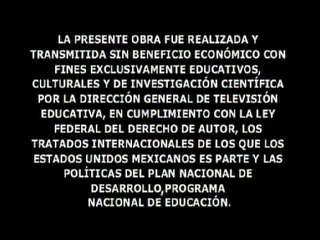 LA PRESENTE OBRA FUE REALIZADA Y
TRANSMITIDA SIN BENEFICIO ECONÓMICO CON
FINES EXCLUSIVAMENTE EDUCATIVOS,
CULTURALES Y DE INVESTIGACIÓN CIENTÍFICA
POR LA DIRECCIÓN GENERAL DE TELEVISIÓN
EDUCATIVA, EN CUMPLIMIENTO CON LA LEY
FEDERAL DEL DERECHO DE AUTOR, LOS
TRATADOS INTERNACIONALES DE LOS QUE LOS
ESTADOS UNIDOS MEXICANOS ES PARTE Y LAS
POLÍTICAS DEL PLAN NACIONAL DE
DESARROLLO,PROGRAMA
NACIONAL DE EDUCACIÓN.